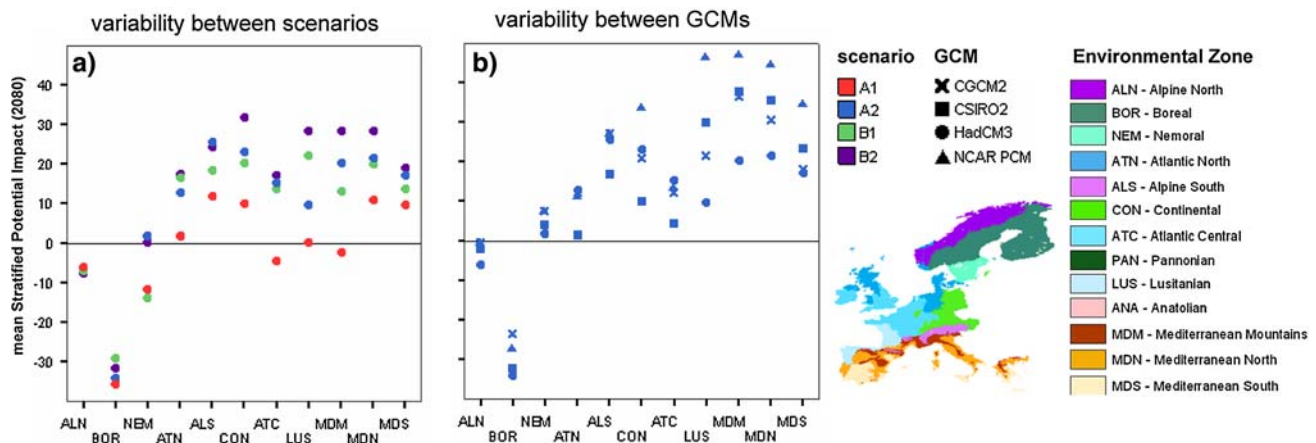 variability between scenarios
variability between GCMs
a)
b)
mean Stratified Potential Impact (2080)
40
30
20
10
0
-10
-20
-30
ALN
BOR
NEM
ATN
ALS
CON
ATC
LUS
MDM
MDN
MDS
ALN
BOR
NEM
ATN
ALS
CON
ATC
LUS
MDM
MDN
MDS
scenario
A1
A2
B1
B2
GCM
CGCM2
CSIRO2
HadCM3
NCAR PCM
Environmental Zone
ALN - Alpine North
BOR - Boreal
NEM - Nemoral
ATN - Atlantic North
ALS - Alpine South
CON - Continental
ATC - Atlantic Central
PAN - Pannonian
LUS - Lusitanian
ANA - Anatolian
MDM - Mediterranean Mountains
MDN - Mediterranean North
MDS - Mediterranean South